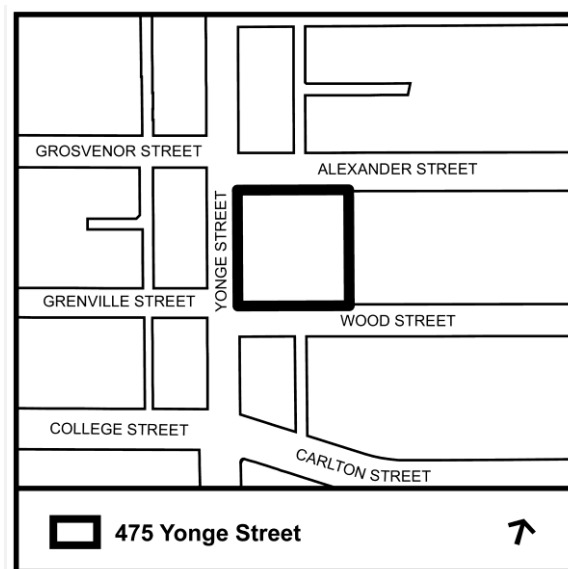 GROSVENOR STREET
ALEXANDER STREET
YONGE STREET
GRENVILLE STREET
WOOD STREET
COLLEGE STREET
CARLTON STREET
475 Yonge Street